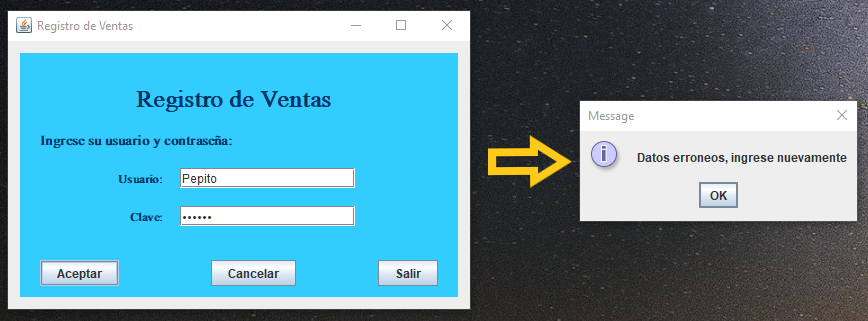 Registro de Ventas
Registro de Ventas
Ingrese su usuario y contraseña:
Usuario: Pepito
Clave: ••••••
Aceptar Cancelar Salir
Message
Datos erroneos, ingrese nuevamente
OK